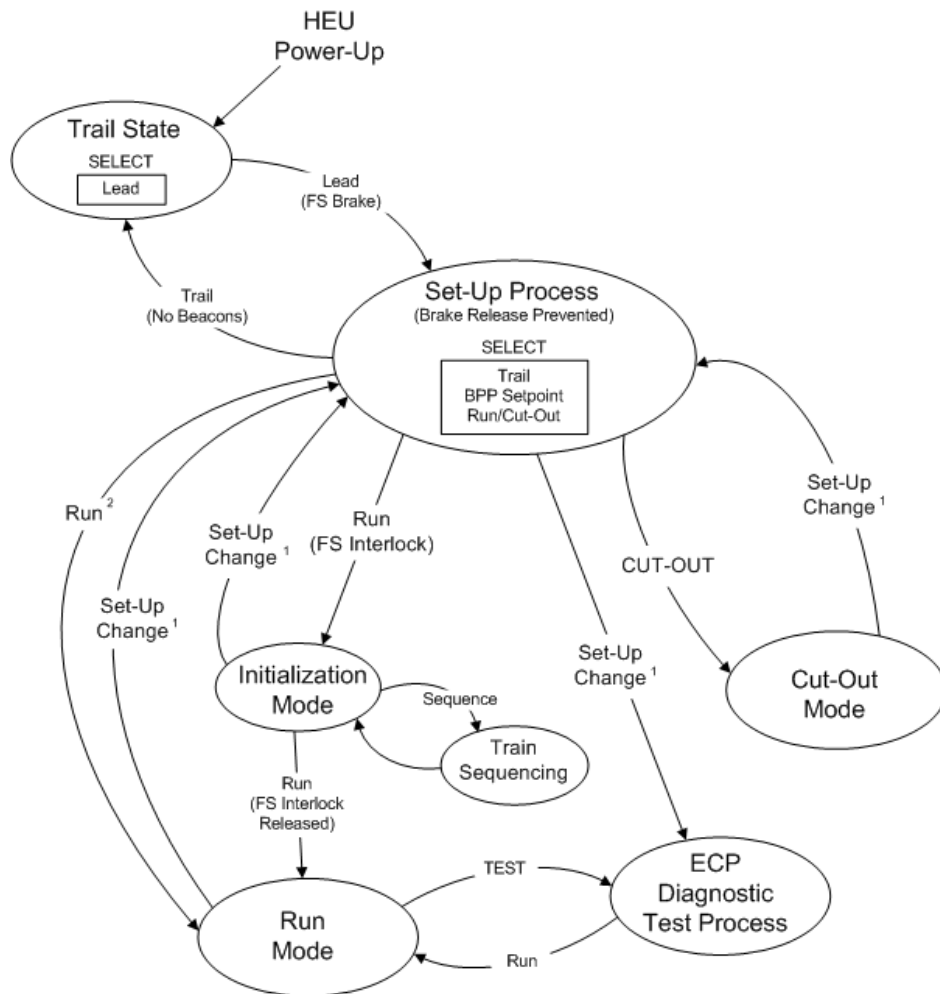 HEU
Power-Up
Trail State
SELECT
Lead
Lead
(FS Brake)
Trail
(No Beacons)
Set-Up Process
(Brake Release Prevented)
SELECT
Trail
BPP Setpoint
Run/Cut-Out
Run 2
Set-Up
Change 1
Set-Up
Change 1
Run
(FS Interlock)
CUT-OUT
Set-Up
Change 1
Set-Up
Change 1
Initialization
Mode
Sequence
Train
Sequencing
Cut-Out
Mode
Run
(FS Interlock
Released)
Run
Mode
TEST
Run
ECP
Diagnostic
Test Process